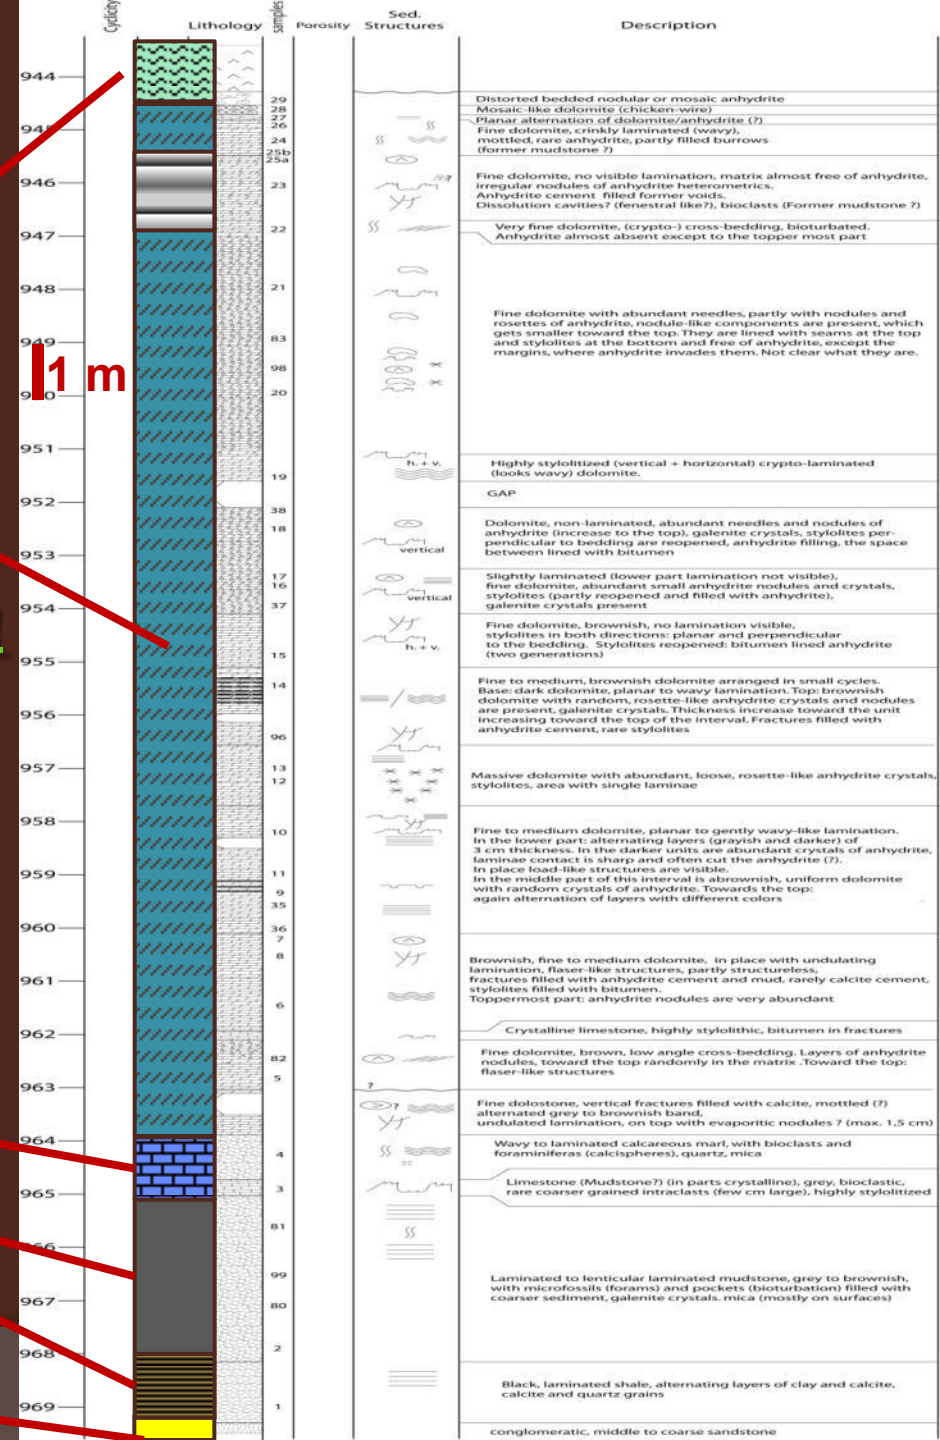 Cyclicity
Lithology
samples
Porosity
Sed.
Structures
Description
944
29
Distorted bedded nodular or mosaic anhydrite
28
Mosaic-like dolomite (chicken-wire)
27
Planar alternation of dolomite/anhydrite (?)
26
Fine dolomite, crinkly laminated (wavy),
mottled, rare anhydrite, partly filled burrows
(former mudstone ?)
24
25b
25a
946
23
Fine dolomite, no visible lamination, matrix almost free of anhydrite,
irregular nodules of anhydrite heterometrics.
Anhydrite cement filled former voids.
Dissolution cavities? (fenestral like?), bioclasts (Former mudstone ?)
947
22
Very fine dolomite, (crypto-) cross-bedding, bioturbated.
Anhydrite almost absent except to the topper most part
948
21
Fine dolomite with abundant needles, partly with nodules and
rosettes of anhydrite, nodule-like components are present, which
gets smaller toward the top. They are lined with seams at the top
and stylolites at the bottom and free of anhydrite, except the
margins, where anhydrite invades them. Not clear what they are.
949
83
1 m
98
20
951
h. + v.
19
Highly stylolitized (vertical + horizontal) crypto-laminated
(looks wavy) dolomite.
952
GAP
38
18
vertical
Dolomite, non-laminated, abundant needles and nodules of
anhydrite (increase to the top), galenite crystals, stylolites per-
pendicular to bedding are reopened, anhydrite filling, the space
between lined with bitumen
953
17
16
vertical
Slightly laminated (lower part lamination not visible),
fine dolomite, abundant small anhydrite nodules and crystals,
stylolites (partly reopened and filled with anhydrite),
galenite crystals present
954
37
h. + v.
Fine dolomite, brownish, no lamination visible,
stylolites in both directions: planar and perpendicular
to the bedding. Stylolites reopened: bitumen lined anhydrite
(two generations)
955
15
14
Fine to medium, brownish dolomite arranged in small cycles.
Base: dark dolomite, planar to wavy lamination. Top: brownish
dolomite with random, rosette-like anhydrite crystals and nodules
are present, galenite crystals. Thickness increase toward the unit
increasing toward the top of the interval. Fractures filled with
anhydrite cement, rare stylolites
956
96
957
13
12
Massive dolomite with abundant, loose, rosette-like anhydrite crystals,
stylolites, area with single laminae
958
10
Fine to medium dolomite, planar to gently wavy-like lamination.
In the lower part: alternating layers (grayish and darker) of
3 cm thickness. In the darker units are abundant crystals of anhydrite,
laminae contact is sharp and often cut the anhydrite (?).
In place load-like structures are visible.
In the middle part of this interval is abrownish, uniform dolomite
with random crystals of anhydrite. Towards the top:
again alternation of layers with different colors
959
11
9
35
960
36
7
8
Brownish, fine to medium dolomite, in place with undulating
lamination, flaser-like structures, partly structureless,
fractures filled with anhydrite cement and mud, rarely calcite cement,
stylolites filled with bitumen.
Toppermost part: anhydrite nodules are very abundant
961
6
962
Crystalline limestone, highly stylolithic, bitumen in fractures
82
Fine dolomite, brown, low angle cross-bedding. Layers of anhydrite
nodules, toward the top randomly in the matrix .Toward the top:
flaser-like structures
963
5
?
?
Fine dolostone, vertical fractures filled with calcite, mottled (?)
alternated grey to brownish band,
undulated lamination, on top with evaporitic nodules ? (max. 1,5 cm)
964
4
Wavy to laminated calcareous marl, with bioclasts and
foraminiferas (calcispheres), quartz, mica
965
3
Limestone (Mudstone?) (in parts crystalline), grey, bioclastic,
rare coarser grained intraclasts (few cm large), highly stylolitized
81
99
Laminated to lenticular laminated mudstone, grey to brownish,
with microfossils (forams) and pockets (bioturbation) filled with
coarser sediment, galenite crystals. mica (mostly on surfaces)
967
80
968
2
Black, laminated shale, alternating layers of clay and calcite,
calcite and quartz grains
969
1
conglomeratic, middle to coarse sandstone